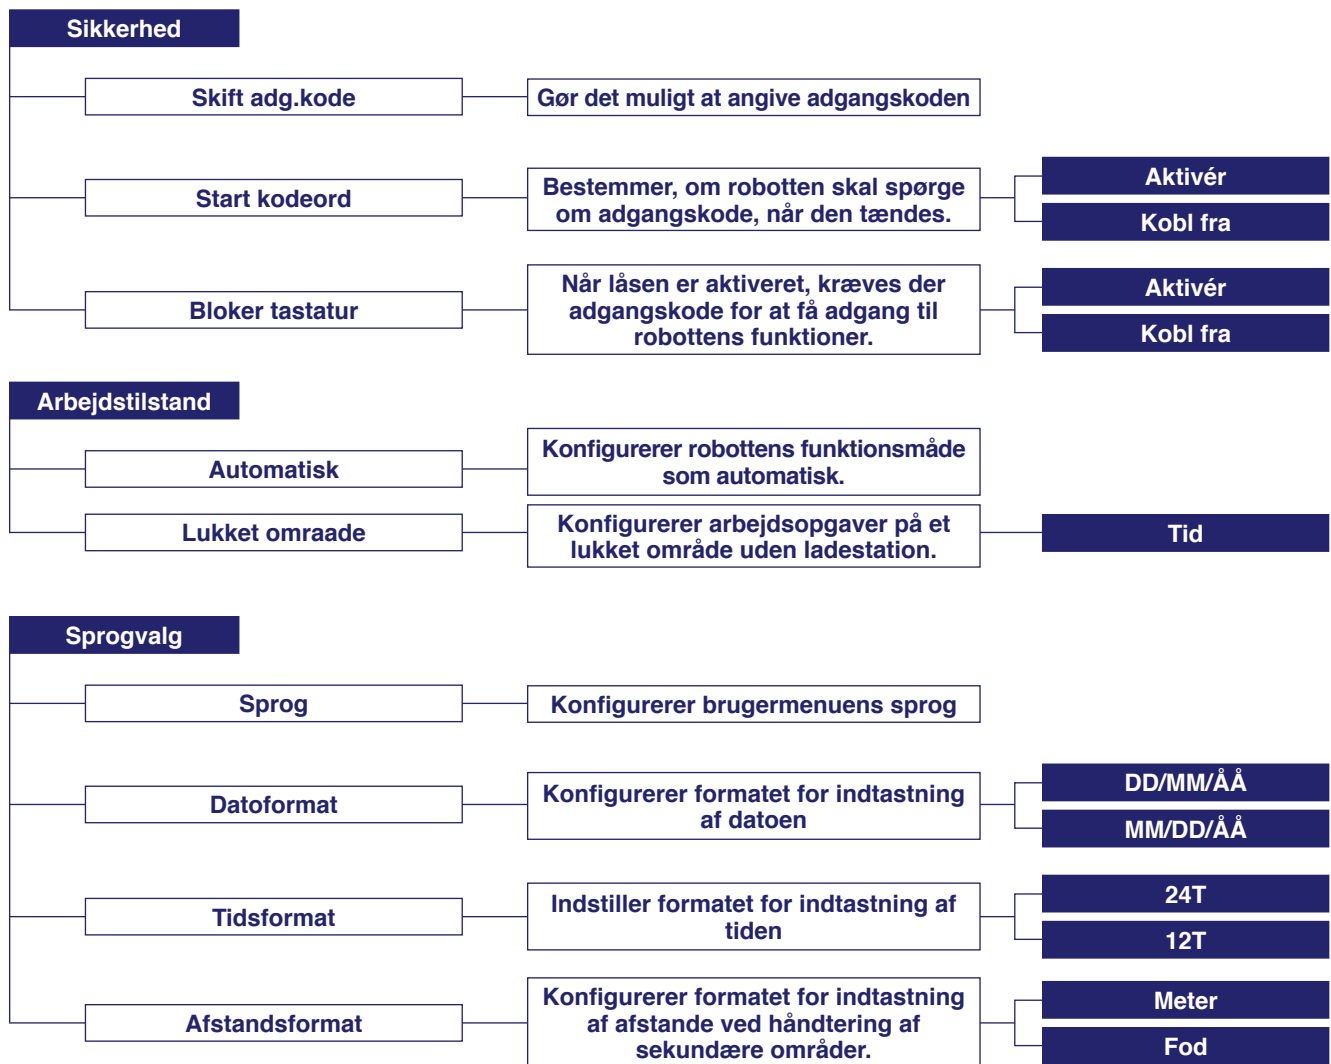 Sikkerhed
Skift adg.kode
Gør det muligt at angive adgangskoden
Start kodeord
Bestemmer, om robotten skal spørge
om adgangskode, når den tændes.
Aktivér
Kobl fra
Bloker tastatur
Når låsen er aktiveret, kræves der
adgangskode for at få adgang til
robottens funktioner.
Aktivér
Kobl fra
Arbejdstilstand
Automatisk
Konfigurerer robottens funktionsmåde
som automatisk.
Lukket omraade
Konfigurerer arbejdsopgaver på et
lukket område uden ladestation.
Tid
Sprogvalg
Sprog
Konfigurerer brugermenuens sprog
Datoformat
Konfigurerer formatet for indtastning
af datoen
DD/MM/ÅÅ
MM/DD/ÅÅ
Tidsformat
Indstiller formatet for indtastning af
tiden
24T
12T
Afstandsformat
Konfigurerer formatet for indtastning
af afstande ved håndtering af
sekundære områder.
Meter
Fod